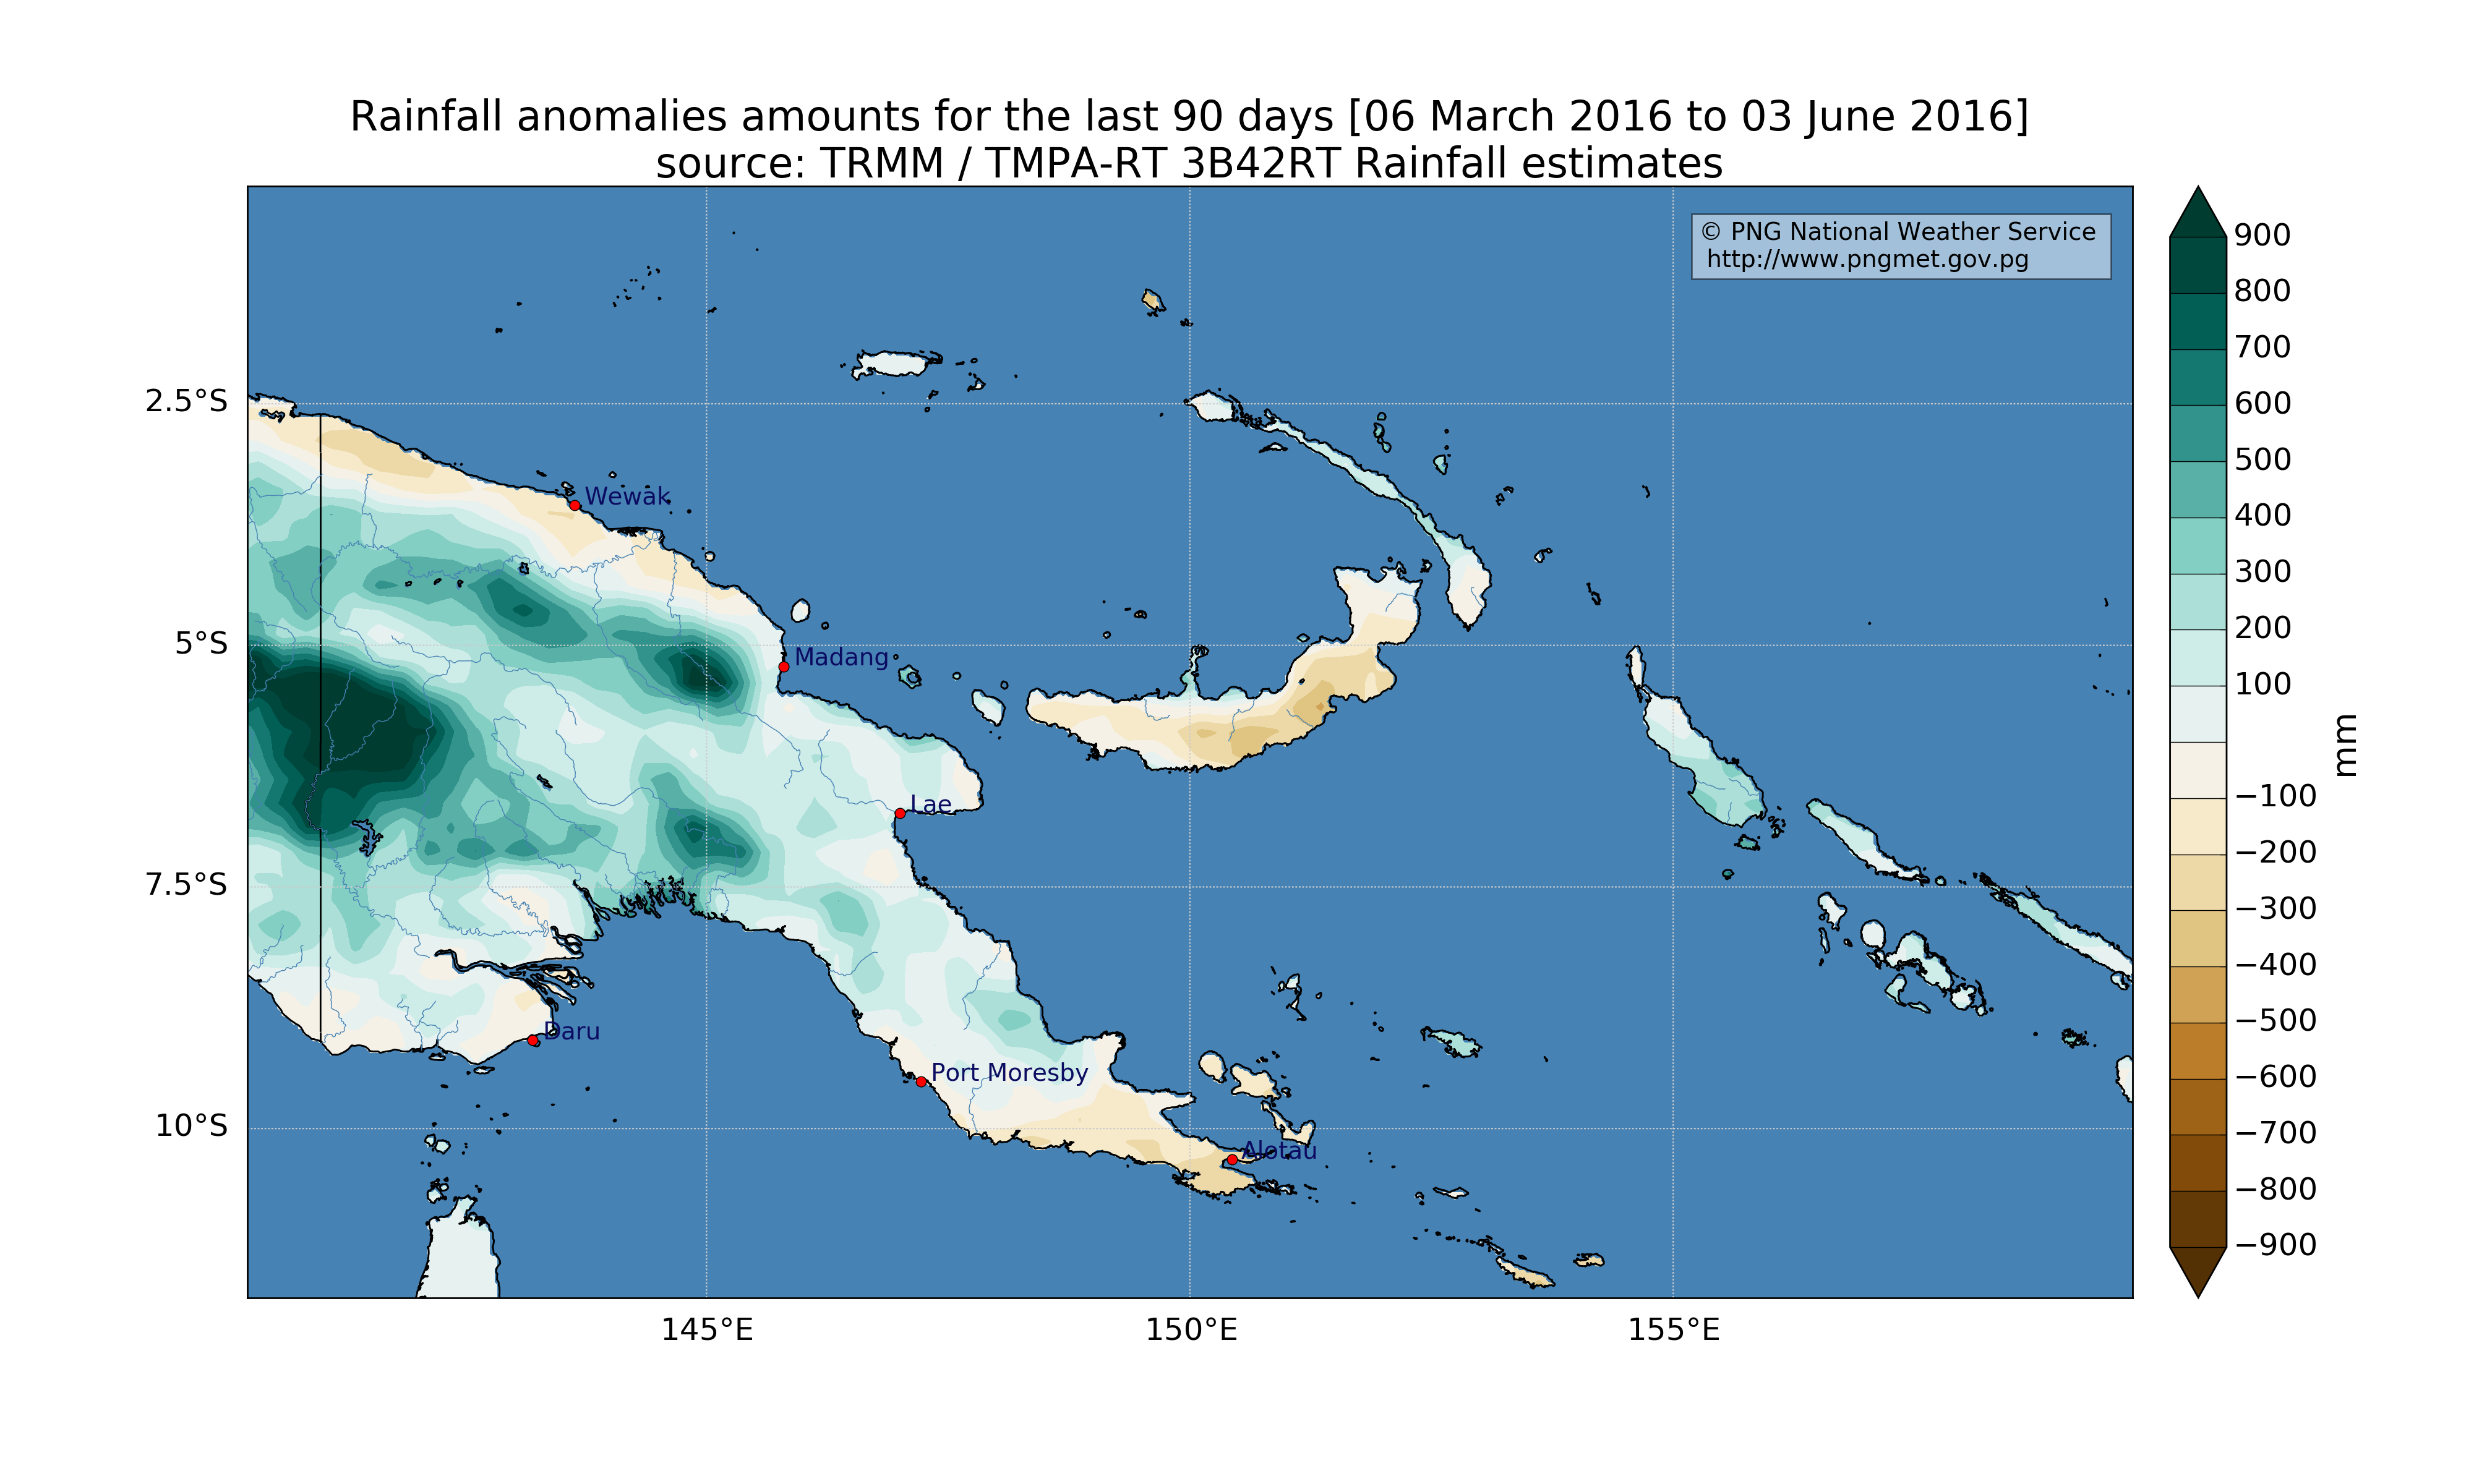 Rainfall anomalies amounts for the last 90 days [06 March 2016 to 03 June 2016]
source: TRMM / TMPA-RT 3B42RT Rainfall estimates
© PNG National Weather Service
http://www.pngmet.gov.pg
2.5°S
5°S
7.5°S
10°S
Wewak
Madang
Lae
Daru
Port Moresby
Alotau
145°E
150°E
155°E
900
800
700
600
500
400
300
200
100
−100
−200
−300
−400
−500
−600
−700
−800
−900
mm